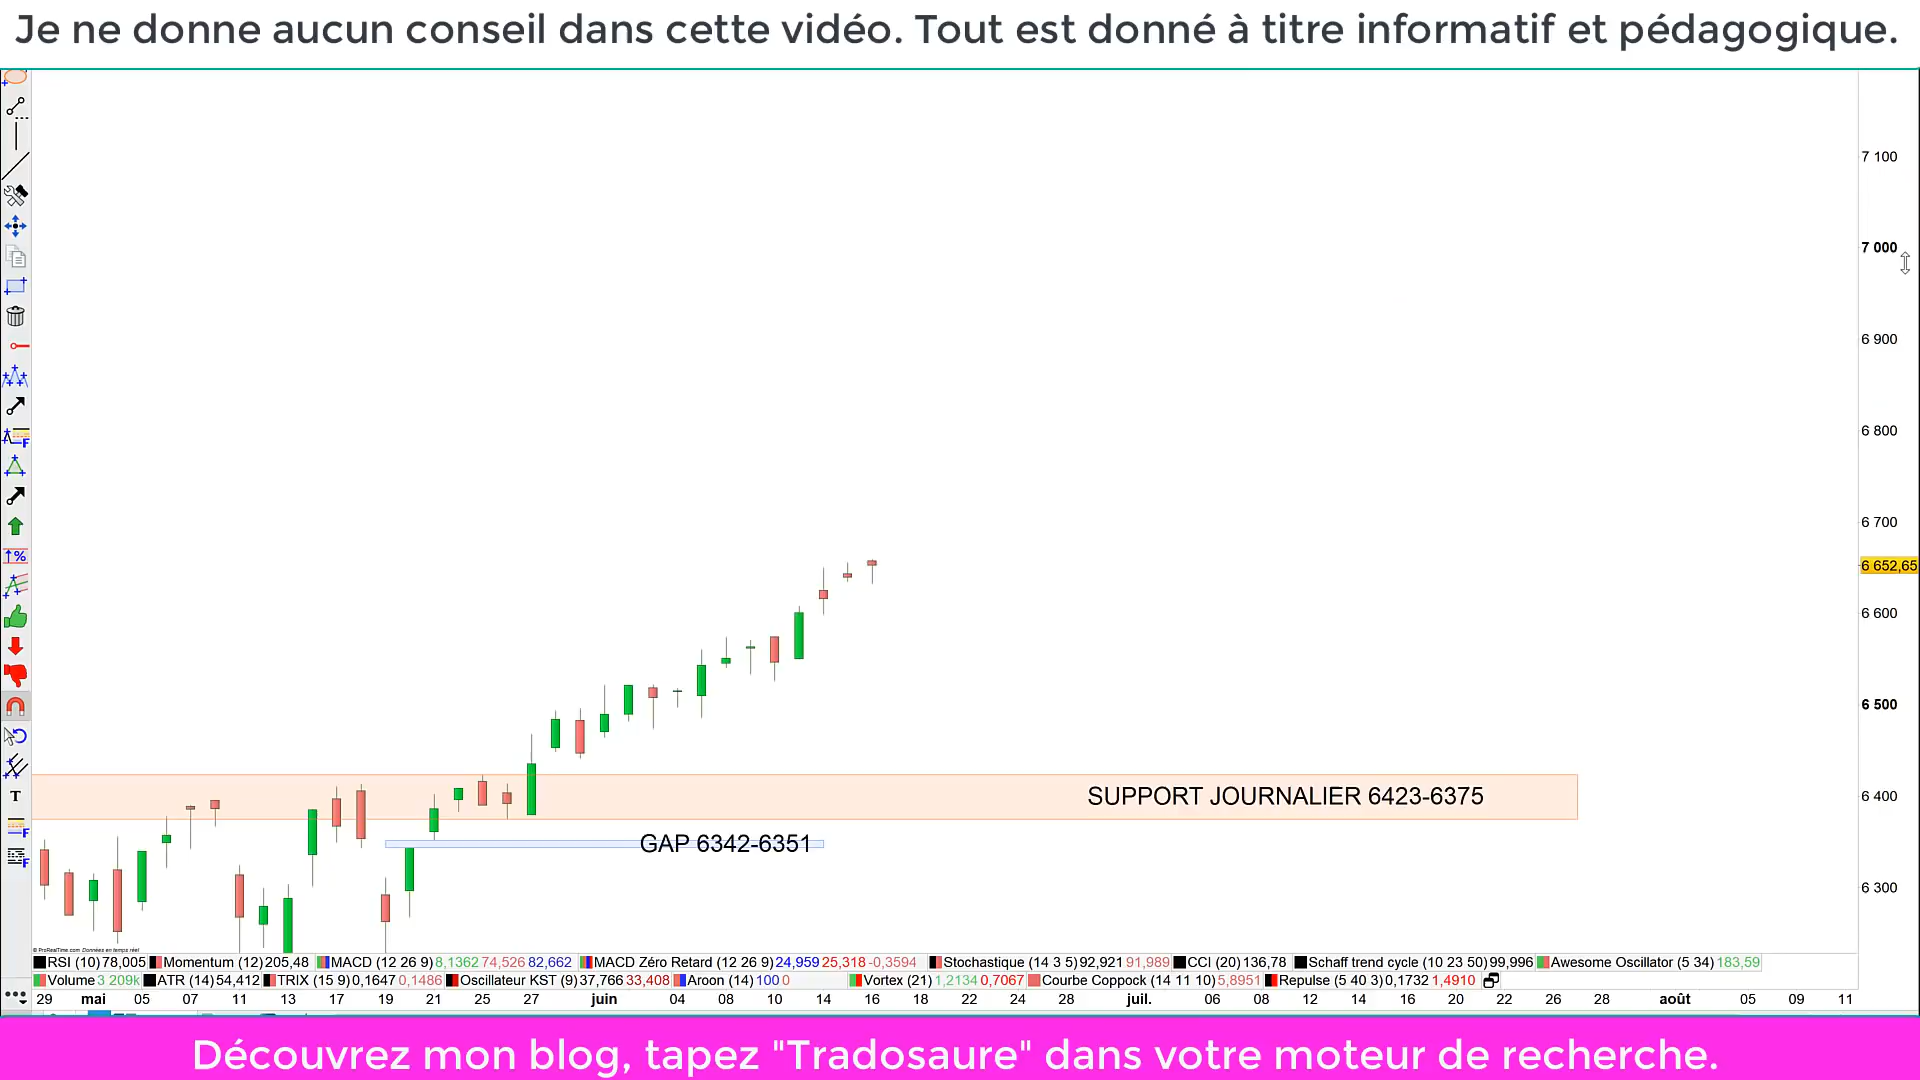 Je ne donne aucun conseil dans cette vidéo. Tout est donné à titre informatif et pédagogique.
7 100
7 000
6 900
6 800
6 700
6 652,65
6 600
6 500
SUPPORT JOURNALIER 6423-6375
6 400
GAP 6342-6351
6 300
© ProRealTime.com Données en temps réel
RSI (10) 78,005 Momentum (12) 205,48 MACD (12 26 9) 8,1362 74,526 82,662 MACD Zéro Retard (12 26 9) 24,959 25,318 -0,3594 Stochastique (14 3 5) 92,921 91,989 CCI (20) 136,78 Schaff trend cycle (10 23 50) 99,996 Awesome Oscillator (5 34) 183,59
Volume 3 209k ATR (14) 54,412 TRIX (15 9) 0,1647 0,1486 Oscillateur KST (9) 37,766 33,408 Aroon (14) 100 0 Vortex (21) 1,2134 0,7067 Courbe Coppock (14 11 10) 5,8951 Repulse (5 40 3) 0,1732 1,4910
29 mai 05 07 11 13 17 19 21 25 27 juin 04 08 10 14 16 18 22 24 28 juil. 06 08 12 14 16 20 22 26 28 août 05 09 11
Découvrez mon blog, tapez "Tradosaure" dans votre moteur de recherche.